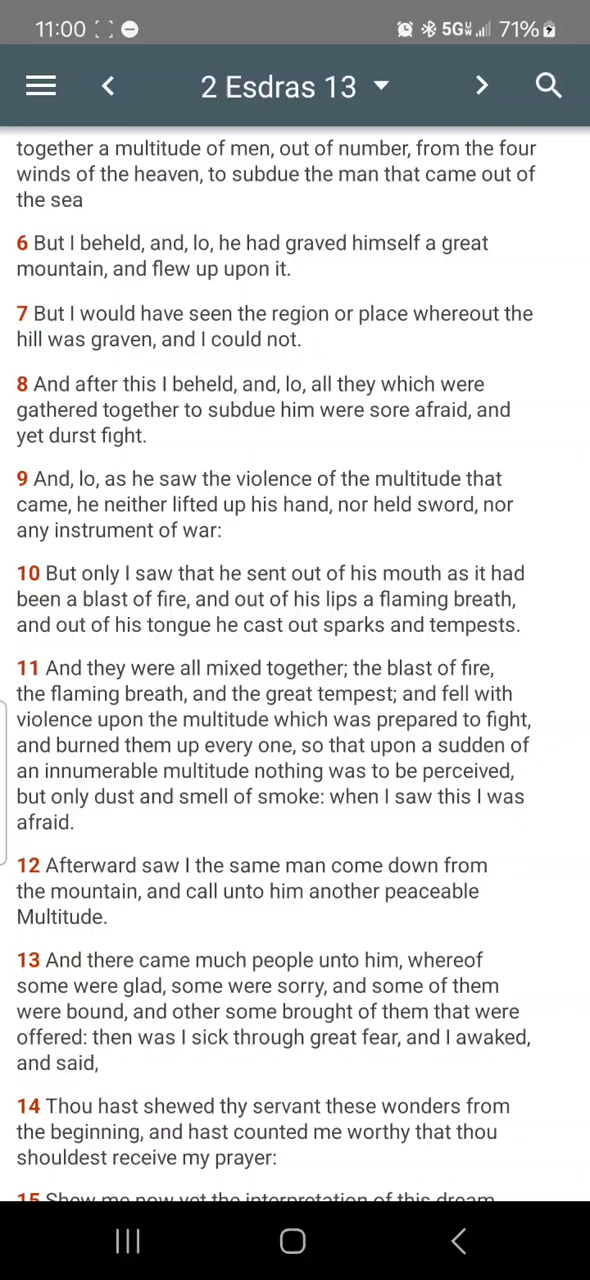 11:00
5G 71%
2 Esdras 13
together a multitude of men, out of number, from the four
winds of the heaven, to subdue the man that came out of
the sea
6 But I beheld, and, lo, he had graved himself a great
mountain, and flew up upon it.
7 But I would have seen the region or place whereout the
hill was graven, and I could not.
8 And after this I beheld, and, lo, all they which were
gathered together to subdue him were sore afraid, and
yet durst fight.
9 And, lo, as he saw the violence of the multitude that
came, he neither lifted up his hand, nor held sword, nor
any instrument of war:
10 But only I saw that he sent out of his mouth as it had
been a blast of fire, and out of his lips a flaming breath,
and out of his tongue he cast out sparks and tempests.
11 And they were all mixed together; the blast of fire,
the flaming breath, and the great tempest; and fell with
violence upon the multitude which was prepared to fight,
and burned them up every one, so that upon a sudden of
an innumerable multitude nothing was to be perceived,
but only dust and smell of smoke: when I saw this I was
afraid.
12 Afterward saw I the same man come down from
the mountain, and call unto him another peaceable
Multitude.
13 And there came much people unto him, whereof
some were glad, some were sorry, and some of them
were bound, and other some brought of them that were
offered: then was I sick through great fear, and I awaked,
and said,
14 Thou hast shewed thy servant these wonders from
the beginning, and hast counted me worthy that thou
shouldest receive my prayer:
15 Show me now yet the interpretation of this dream